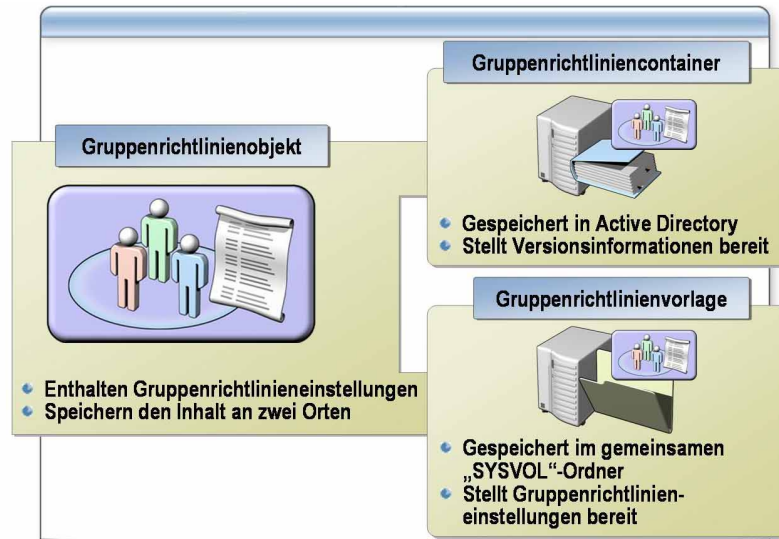 Gruppenrichtlinienobjekt
Enthalten Gruppenrichtlinieneinstellungen
Speichern den Inhalt an zwei Orten
Gruppenrichtliniencontainer
Gespeichert in Active Directory
Stellt Versionsinformationen bereit
Gruppenrichtlinienvorlage
Gespeichert im gemeinsamen
„SYSVOL“-Ordner
Stellt Gruppenrichtlinien-
einstellungen bereit